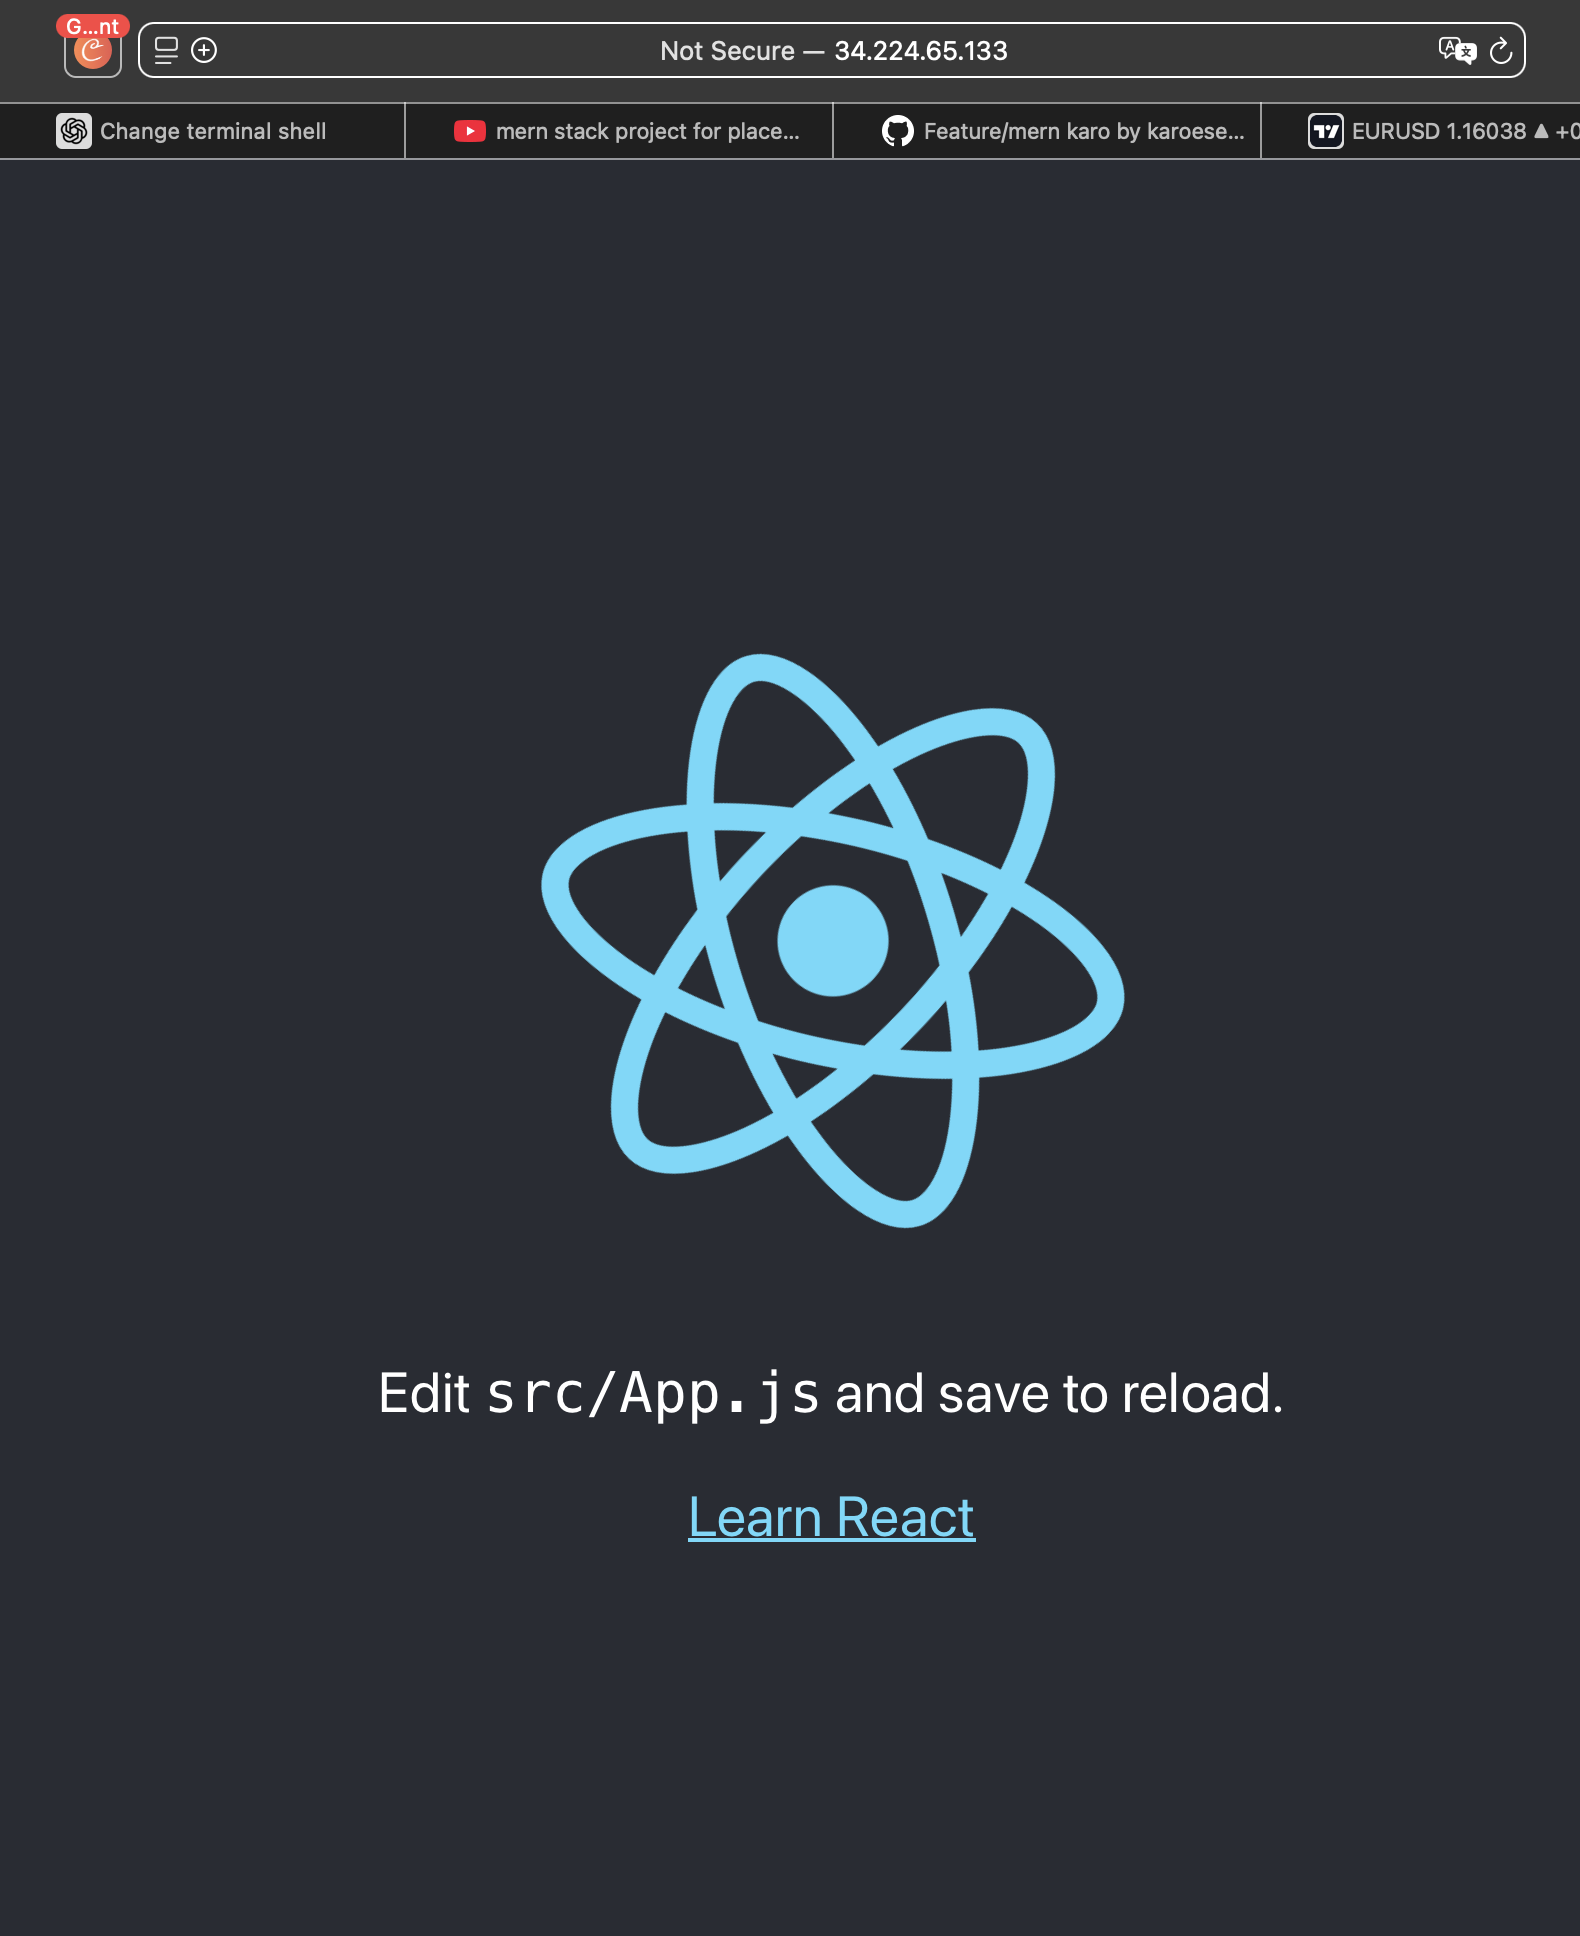 G...nt
Not Secure — 34.224.65.133
Change terminal shell
mern stack project for place...
Feature/mern karo by karoese...
EURUSD 1.16038 ▲ +0
Edit src/App.js and save to reload.
Learn React